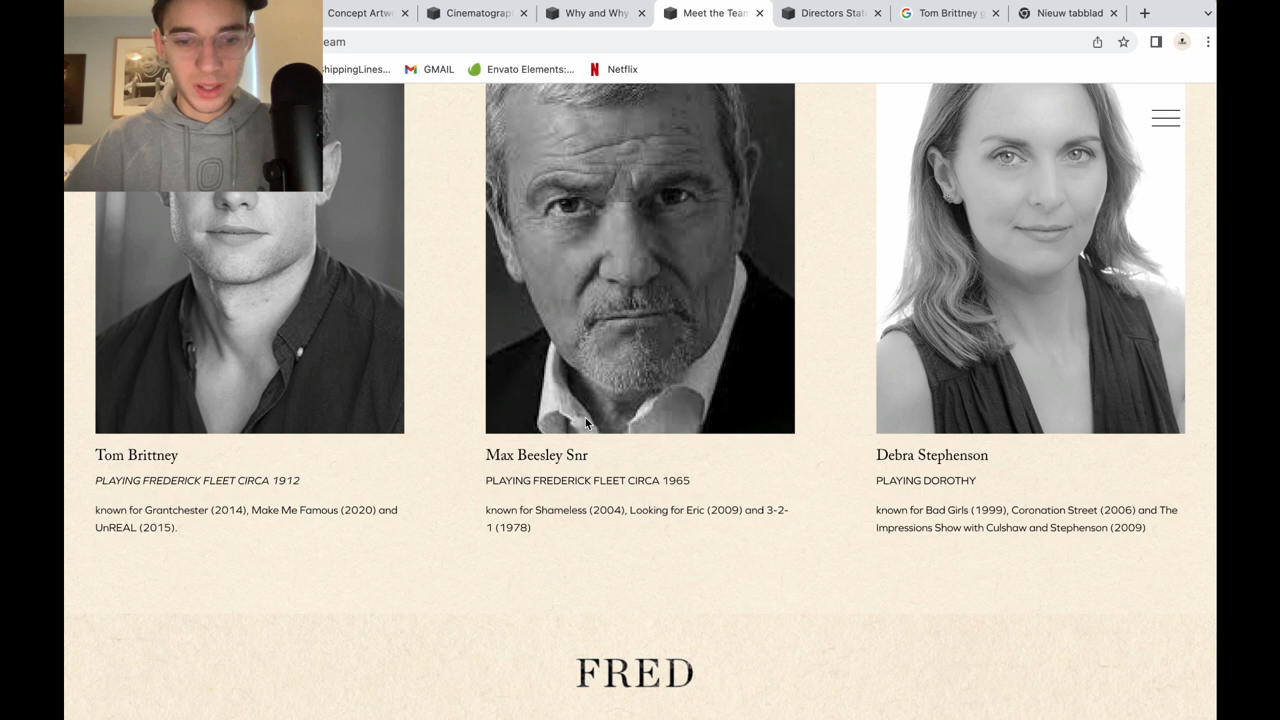 Concept Artw
Cinematograp
Why and Why
Meet the Team
Directors Stat
Tom Brittney g
Nieuw tabblad
eam
shippingLines...
GMAIL
Envato Elements:...
Netflix
Tom Brittney
PLAYING FREDERICK FLEET CIRCA 1912
known for Grantchester (2014), Make Me Famous (2020) and
UnREAL (2015).
Max Beesley Snr
PLAYING FREDERICK FLEET CIRCA 1965
known for Shameless (2004), Looking for Eric (2009) and 3-2-
1 (1978)
Debra Stephenson
PLAYING DOROTHY
known for Bad Girls (1999), Coronation Street (2006) and The
Impressions Show with Culshaw and Stephenson (2009)
FRED